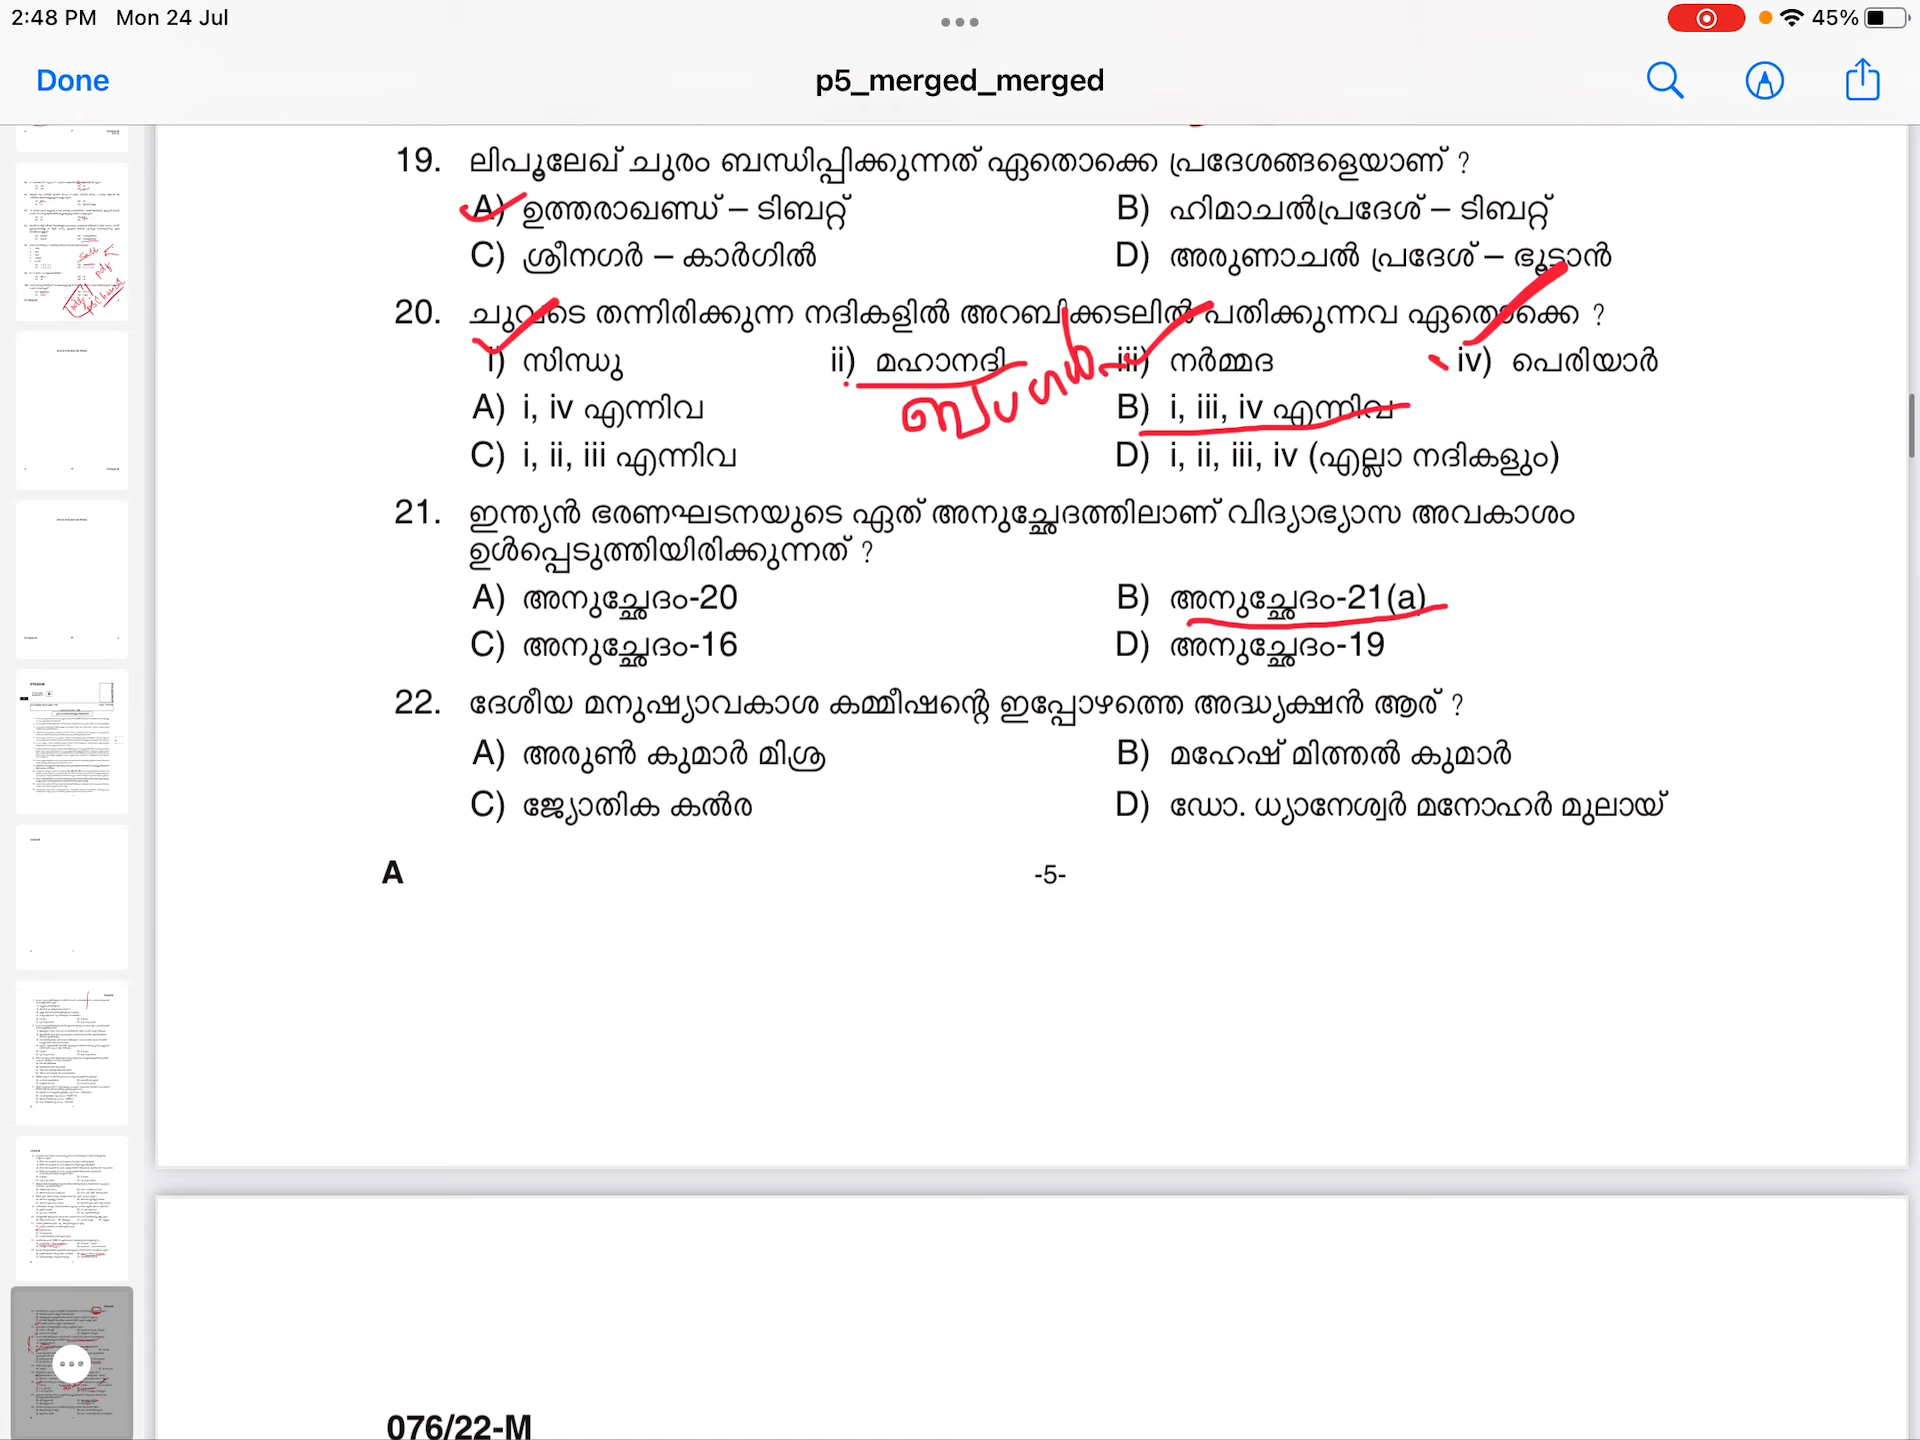 2:48 PM Mon 24 Jul
45%
Done
p5_merged_merged
19. ലിപൂലേഖ് ചുരം ബന്ധിപ്പിക്കുന്നത് ഏതൊക്കെ പ്രദേശങ്ങളെയാണ് ?
A) ഉത്തരാഖണ്ഡ് – ടിബറ്റ് B) ഹിമാചൽപ്രദേശ് – ടിബറ്റ്
C) ശ്രീനഗർ – കാർഗിൽ D) അരുണാചൽ പ്രദേശ് – ഭൂട്ടാൻ
20. ചുവടെ തന്നിരിക്കുന്ന നദികളിൽ അറബിക്കടലിൽ പതിക്കുന്നവ ഏതൊക്കെ ?
i) സിന്ധു ii) മഹാനദി iii) നർമ്മദ iv) പെരിയാർ
ബംഗാൾ
A) i, iv എന്നിവ B) i, iii, iv എന്നിവ
C) i, ii, iii എന്നിവ D) i, ii, iii, iv (എല്ലാ നദികളും)
21. ഇന്ത്യൻ ഭരണഘടനയുടെ ഏത് അനുച്ഛേദത്തിലാണ് വിദ്യാഭ്യാസ അവകാശം
ഉൾപ്പെടുത്തിയിരിക്കുന്നത് ?
A) അനുച്ഛേദം-20 B) അനുച്ഛേദം-21(a)
C) അനുച്ഛേദം-16 D) അനുച്ഛേദം-19
22. ദേശീയ മനുഷ്യാവകാശ കമ്മീഷന്റെ ഇപ്പോഴത്തെ അദ്ധ്യക്ഷൻ ആര് ?
A) അരുൺ കുമാർ മിശ്ര B) മഹേഷ് മിത്തൽ കുമാർ
C) ജ്യോതിക കൽര D) ഡോ. ധ്യാനേശ്വർ മനോഹർ മുലായ്
A -5-
076/22-M